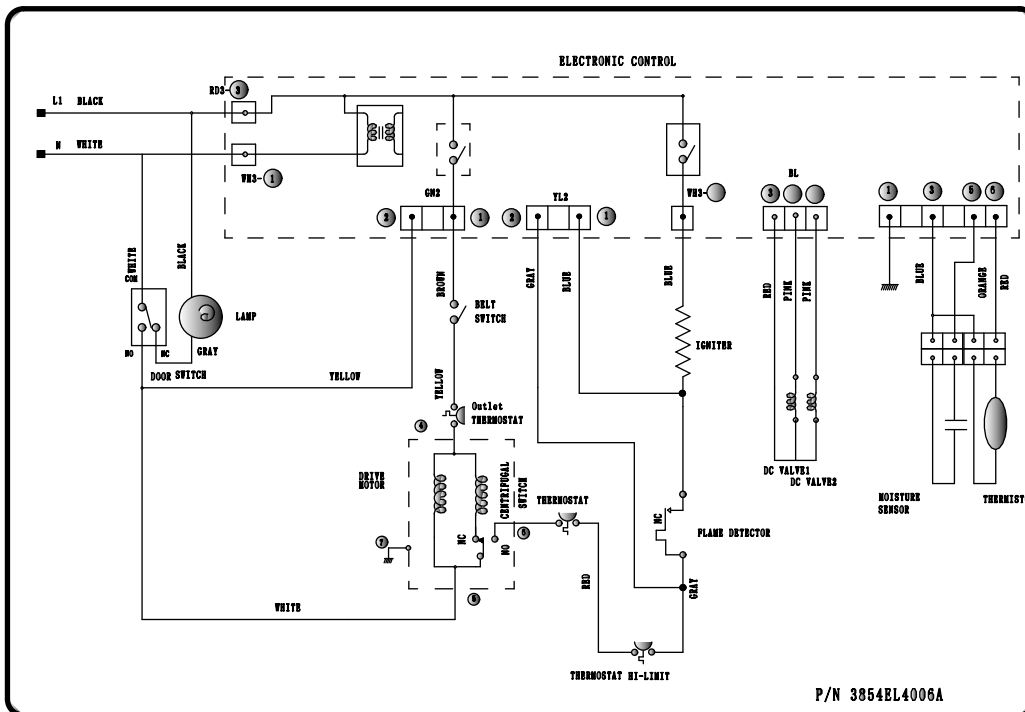 ELECTRONIC CONTROL
L1 BLACK
RD3- 3
N WHITE
WH3- 1
GN2
2
1
YL2
2
1
WH3-
BL
3
1
3
5
6
WHITE
BLACK
COM
NO
NC
LAMP
GRAY
DOOR SWITCH
YELLOW
BROWN
BELT
SWITCH
YELLOW
Outlet
THERMOSTAT
GRAY
BLUE
BLUE
IGNITER
RED
PINK
PINK
DC VALVE1
DC VALVE2
BLUE
ORANGE
RED
MOISTURE
SENSOR
THERMIST
4
DRIVE
MOTOR
CENTRIFUGAL
SWITCH
NC
NO
6
7
5
THERMOSTAT
RED
NC
FLAME DETECTOR
GRAY
WHITE
THERMOSTAT HI-LIMIT
P/N 3854EL4006A